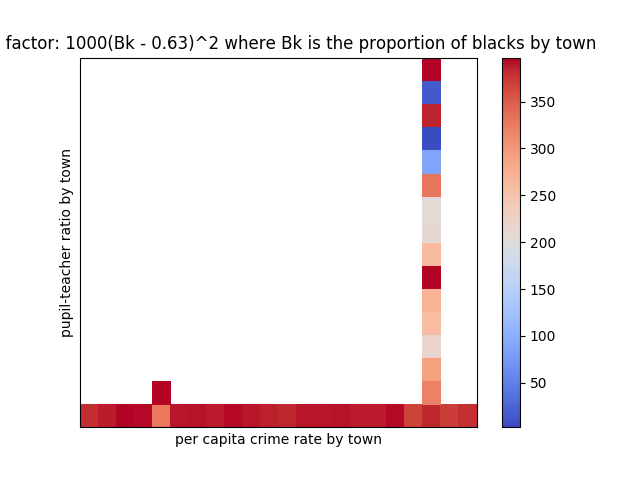 factor: 1000(Bk - 0.63)^2 where Bk is the proportion of blacks by town
pupil-teacher ratio by town
per capita crime rate by town
350
300
250
200
150
100
50